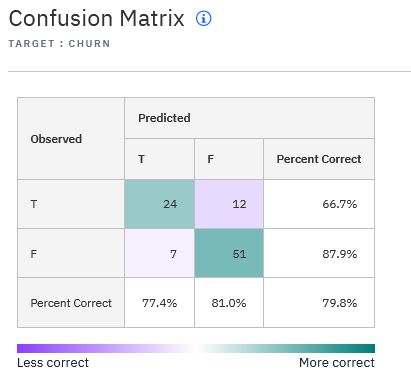 Confusion Matrix
TARGET : CHURN
Observed Predicted
T F Percent Correct
T 24 12 66.7%
F 7 51 87.9%
Percent Correct 77.4% 81.0% 79.8%
Less correct More correct